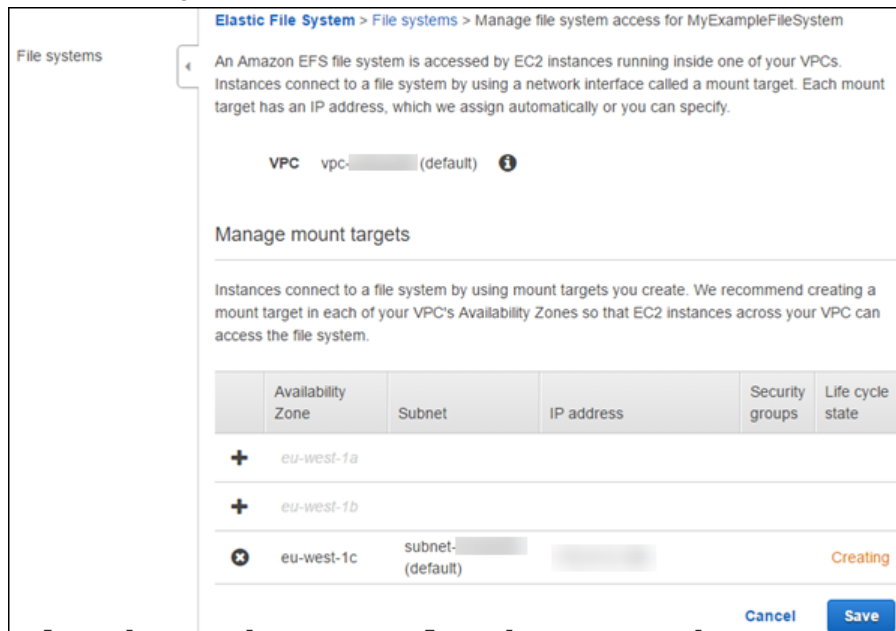 Elastic File System > File systems > Manage file system access for MyExampleFileSystem
File systems
An Amazon EFS file system is accessed by EC2 instances running inside one of your VPCs.
Instances connect to a file system by using a network interface called a mount target. Each mount
target has an IP address, which we assign automatically or you can specify.
VPC vpc- (default)
Manage mount targets
Instances connect to a file system by using mount targets you create. We recommend creating a
mount target in each of your VPC's Availability Zones so that EC2 instances across your VPC can
access the file system.
Availability
Zone
Subnet
IP address
Security
groups
Life cycle
state
eu-west-1a
eu-west-1b
eu-west-1c
subnet-
(default)
Creating
Cancel
Save